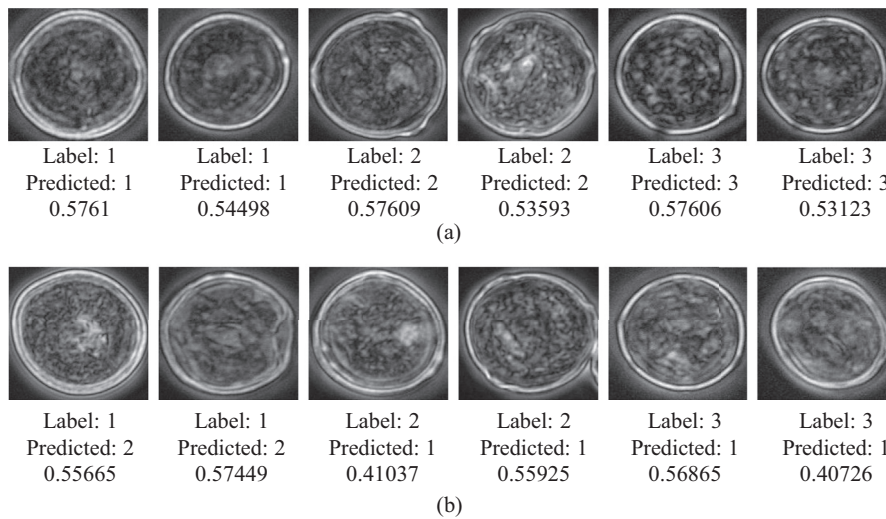 Label: 1 Label: 1 Label: 2 Label: 2 Label: 3 Label: 3
Predicted: 1 Predicted: 1 Predicted: 2 Predicted: 2 Predicted: 3 Predicted: 3
0.5761 0.54498 0.57609 0.53593 0.57606 0.53123
(a)
Label: 1 Label: 1 Label: 2 Label: 2 Label: 3 Label: 3
Predicted: 2 Predicted: 2 Predicted: 1 Predicted: 1 Predicted: 1 Predicted: 1
0.55665 0.57449 0.41037 0.55925 0.56865 0.40726
(b)